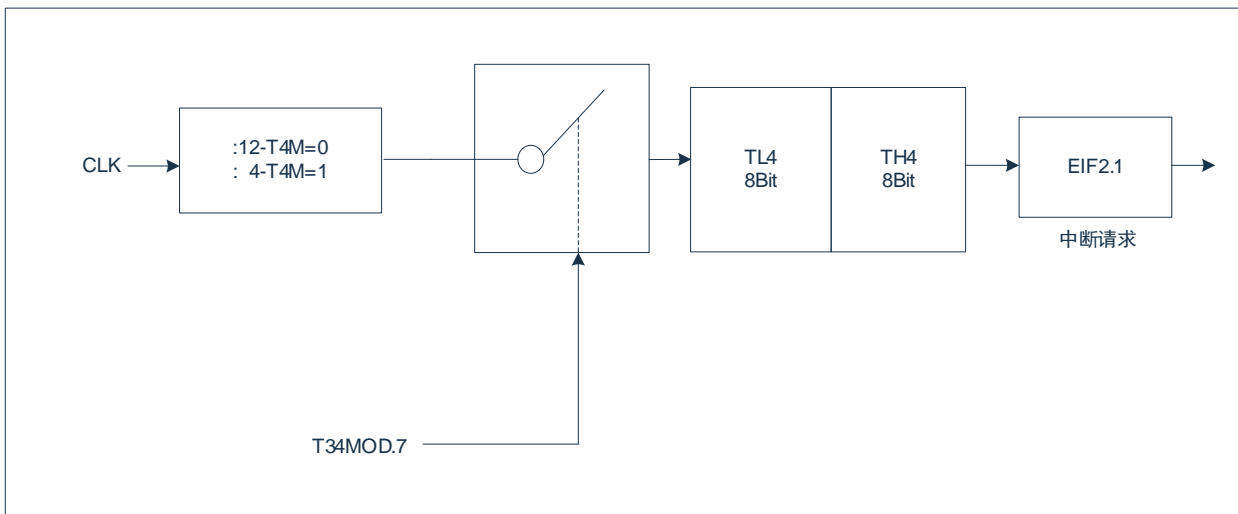 CLK
:12-T4M=0
: 4-T4M=1
TL4
8Bit
TH4
8Bit
EIF2.1
中断请求
T34MOD.7